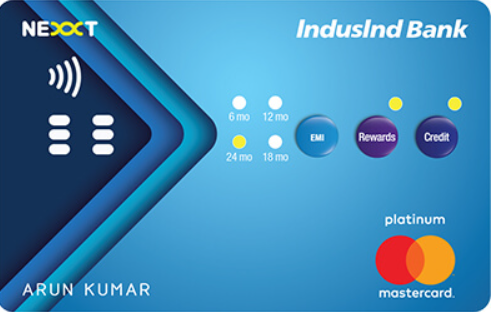 NEXXT
IndusInd Bank
6 mo 12 mo
24 mo 18 mo
EMI
Rewards
Credit
platinum
mastercard.
ARUN KUMAR